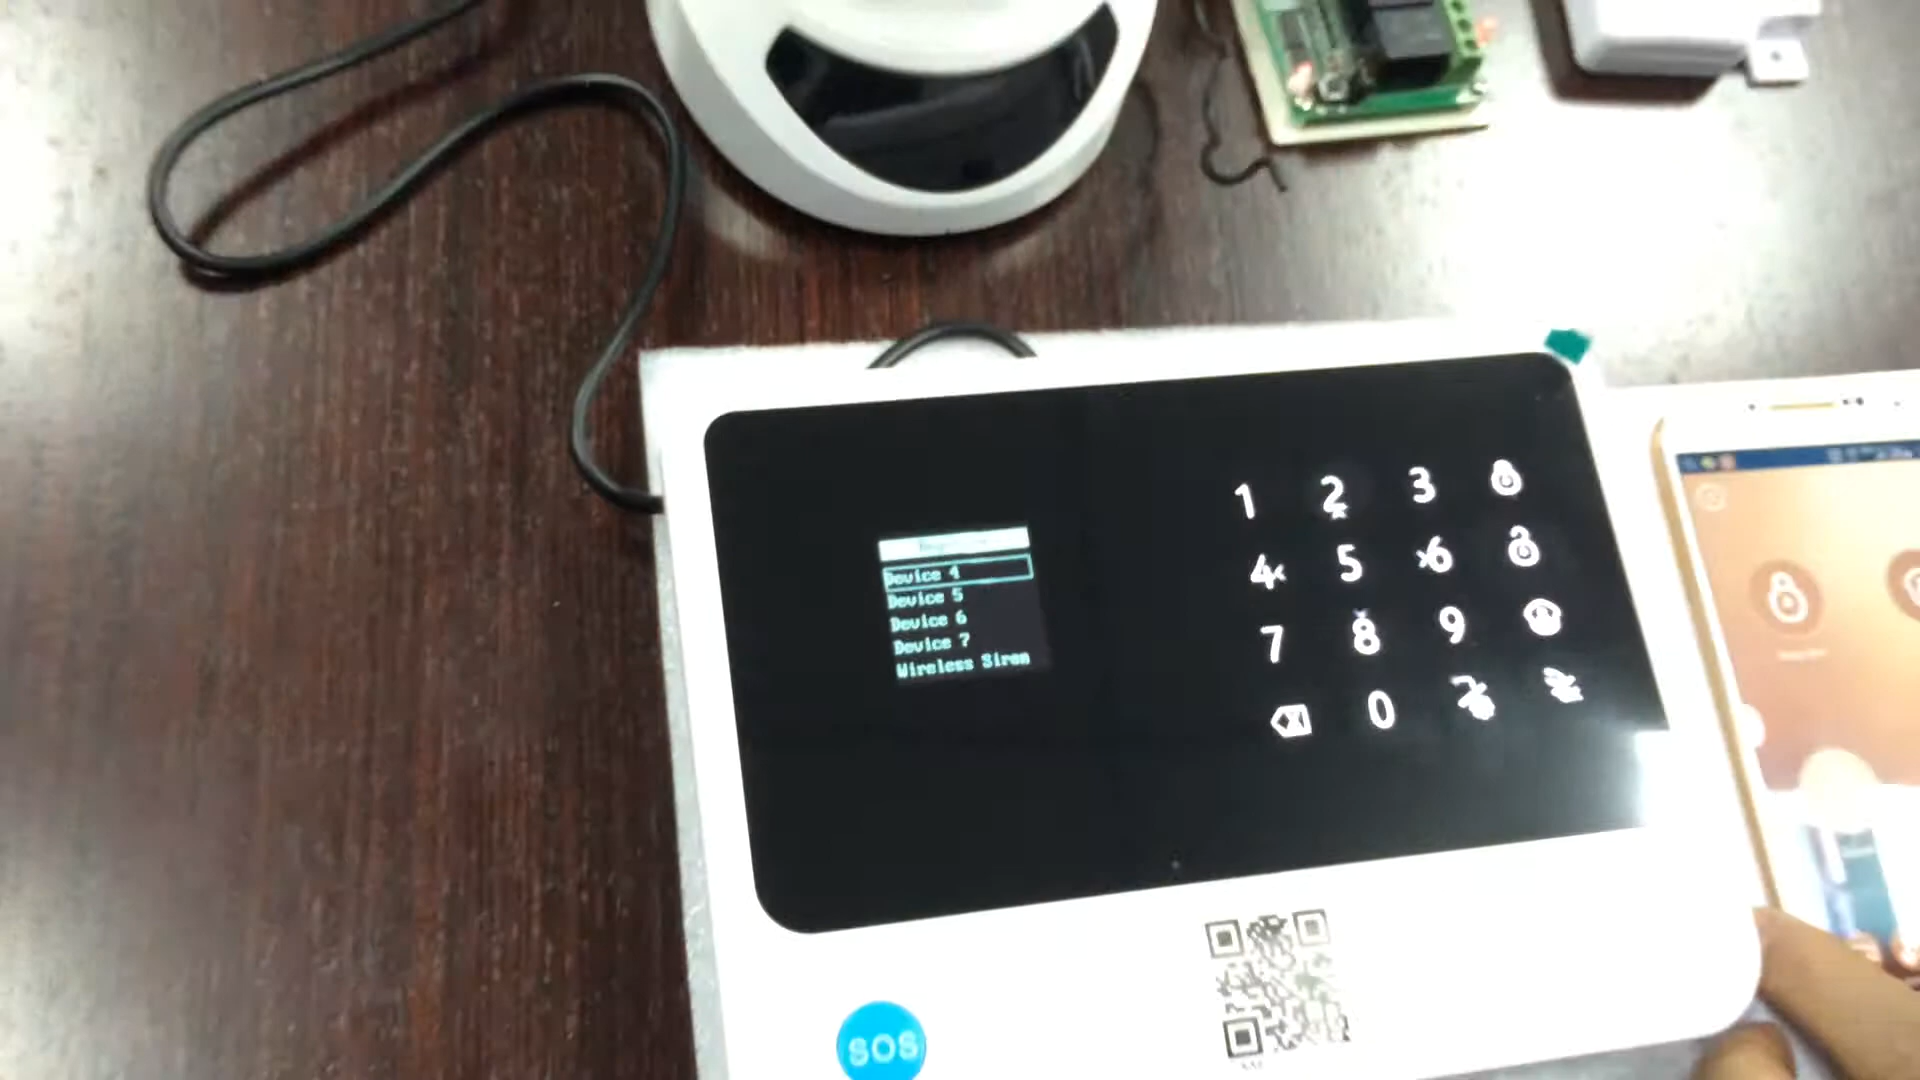 Device 4
Device 5
Device 6
Device 7
Wireless Siren
1 2 3
4 5 6
7 8 9
0
SOS